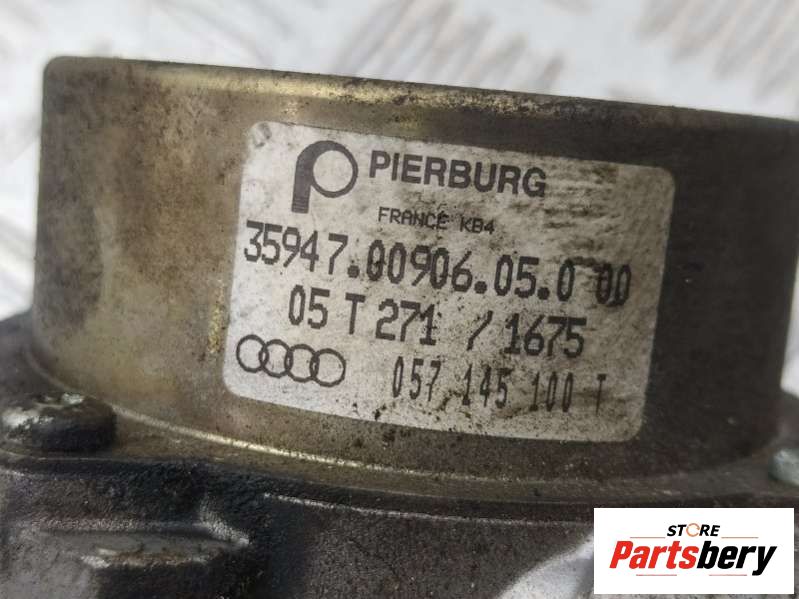 PIERBURG
FRANCE KB4
35947.00906.05.0 00
05 T 271 / 1675
057 145 100 T
STORE
Partsbery